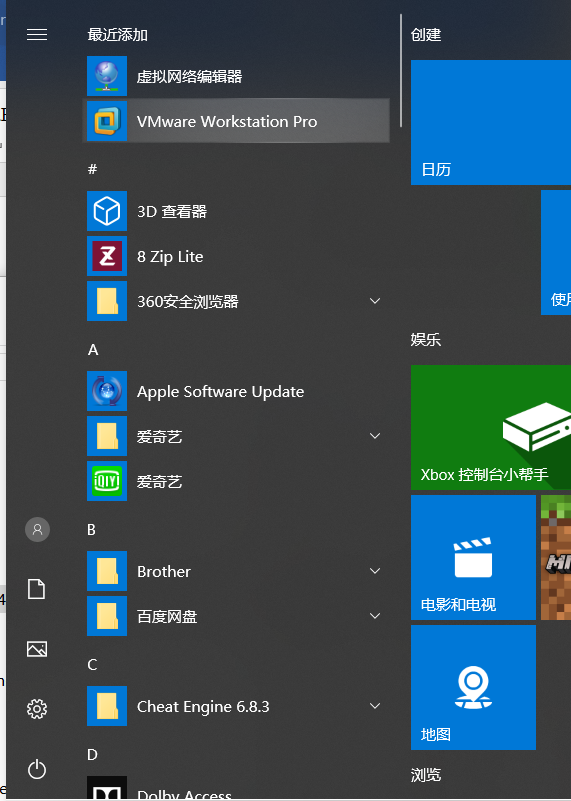 最近添加
虚拟网络编辑器
VMware Workstation Pro
#
3D 查看器
8 Zip Lite
360安全浏览器
A
Apple Software Update
爱奇艺
iQIYI
爱奇艺
B
Brother
百度网盘
C
Cheat Engine 6.8.3
D
Dolby Access
创建
日历
使用
娱乐
Xbox 控制台小帮手
电影和电视
地图
浏览